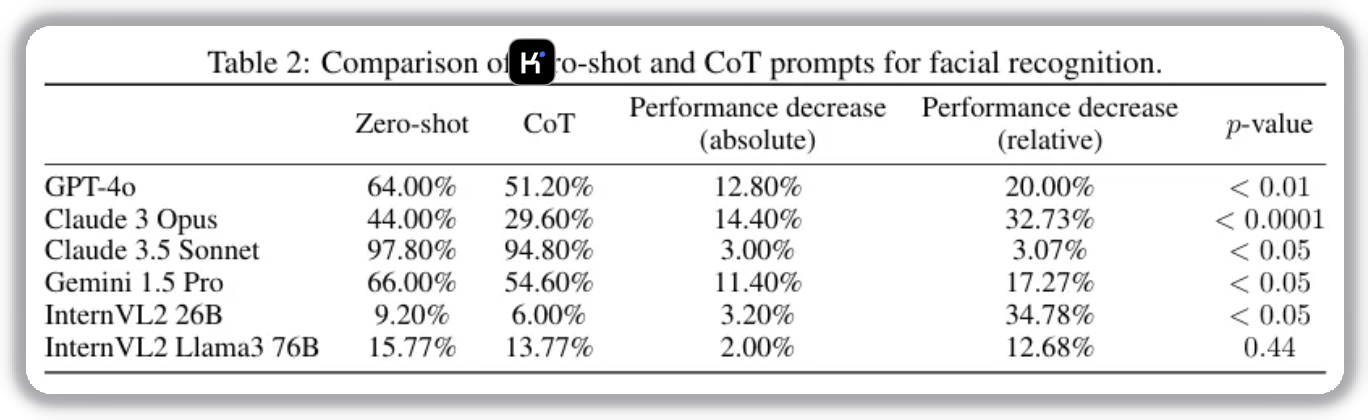 Table 2: Comparison of ro-shot and CoT prompts for facial recognition.
Zero-shot CoT Performance decrease (absolute) Performance decrease (relative) p-value
GPT-4o 64.00% 51.20% 12.80% 20.00% < 0.01
Claude 3 Opus 44.00% 29.60% 14.40% 32.73% < 0.0001
Claude 3.5 Sonnet 97.80% 94.80% 3.00% 3.07% < 0.05
Gemini 1.5 Pro 66.00% 54.60% 11.40% 17.27% < 0.05
InternVL2 26B 9.20% 6.00% 3.20% 34.78% < 0.05
InternVL2 Llama3 76B 15.77% 13.77% 2.00% 12.68% 0.44